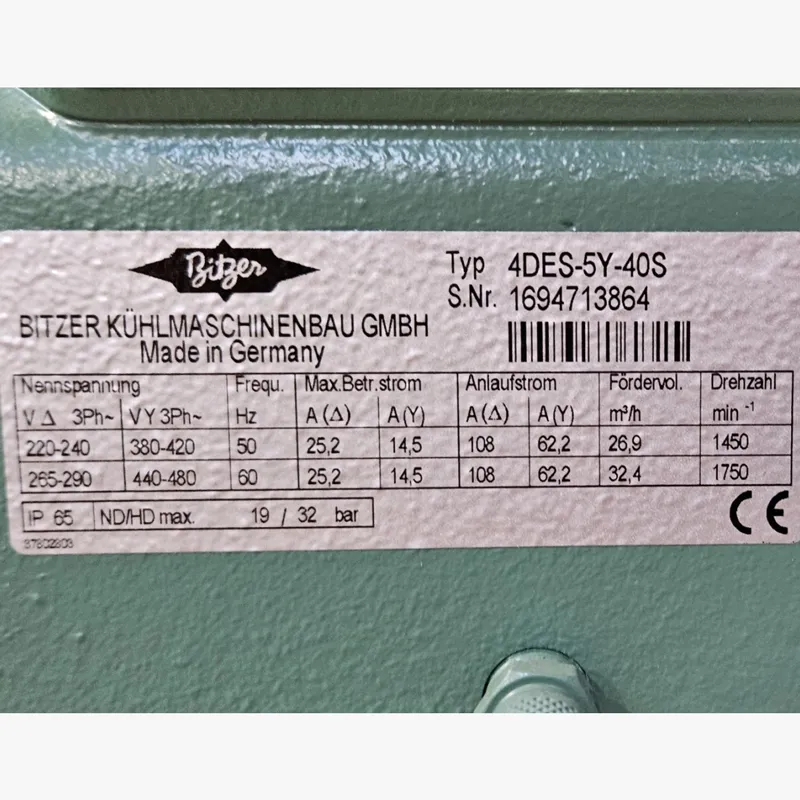 Bitzer
Typ 4DES-5Y-40S
S.Nr. 1694713864
BITZER KÜHLMASCHINENBAU GMBH
Made in Germany
Nennspannung Frequ. Max.Betr.strom Anlaufstrom Fördervol. Drehzahl
V Δ 3Ph~ V Y 3Ph~ Hz A (Δ) A (Y) A (Δ) A (Y) m³/h min -1
220-240 380-420 50 25,2 14,5 108 62,2 26,9 1450
265-290 440-480 60 25,2 14,5 108 62,2 32,4 1750
IP 65 ND/HD max. 19 / 32 bar
CE